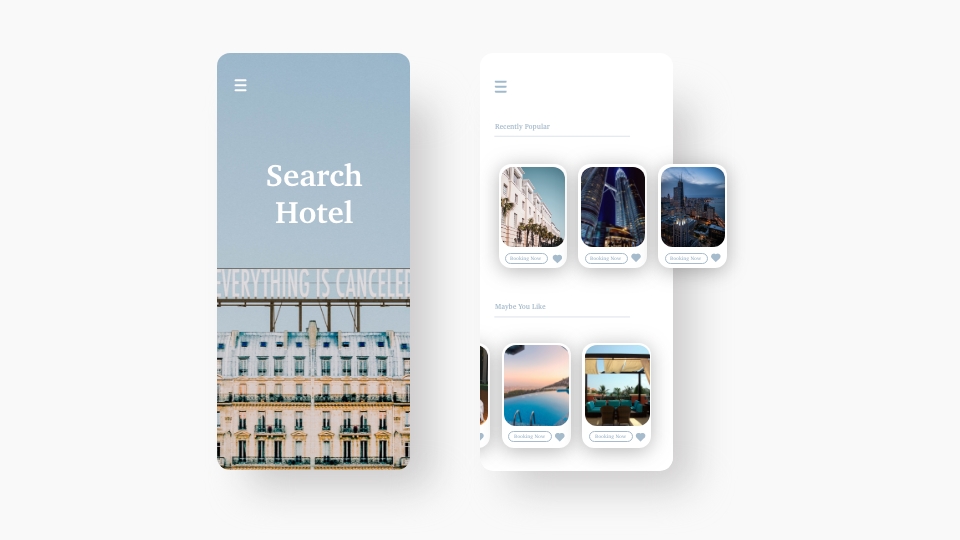 Search
Hotel
EVERYTHING IS CANCELED
Recently Popular
Booking Now
Booking Now
Booking Now
Maybe You Like
Booking Now
Booking Now